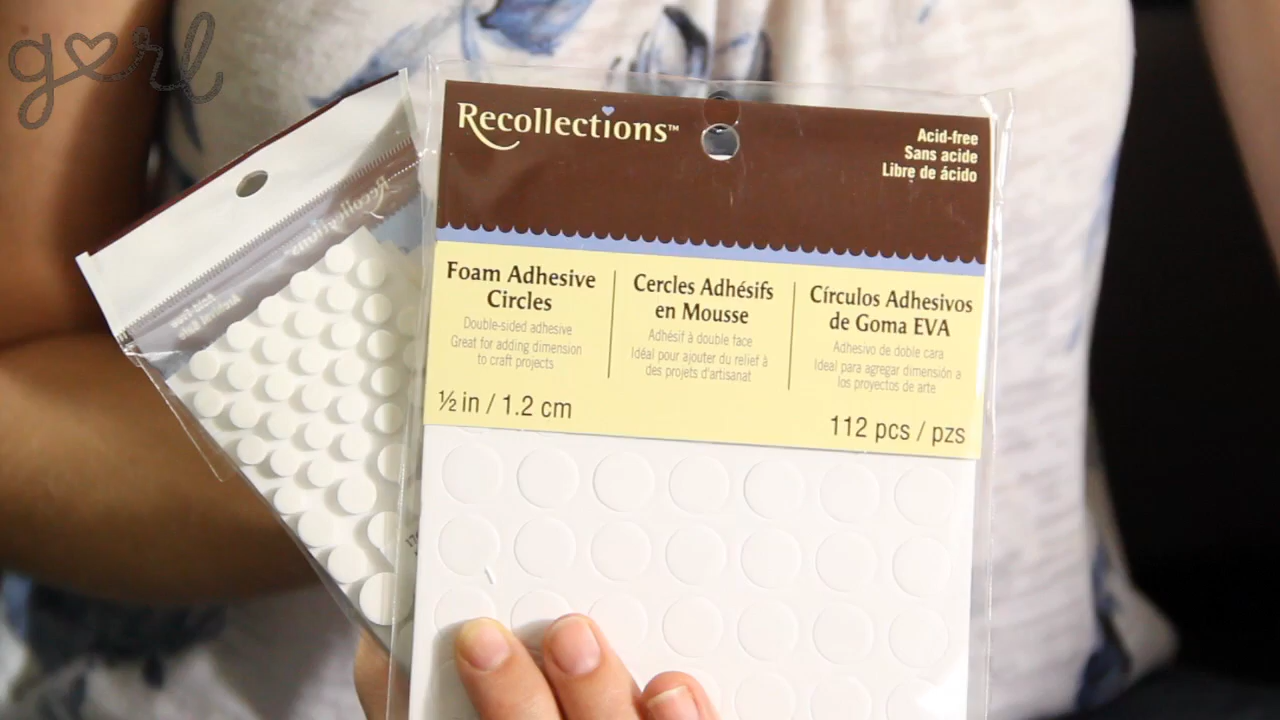 gorl
Recollections™
Acid-free
Sans acide
Libre de ácido
Foam Adhesive
Circles
Double-sided adhesive
Great for adding dimension
to craft projects
Cercles Adhésifs
en Mousse
Adhésif à double face
Idéal pour ajouter du relief à
des projets d'artisanat
Círculos Adhesivos
de Goma EVA
Adhesivo de doble cara
Ideal para agregar dimensión a
los proyectos de arte
½ in / 1.2 cm
112 pcs / pzs
Recollections